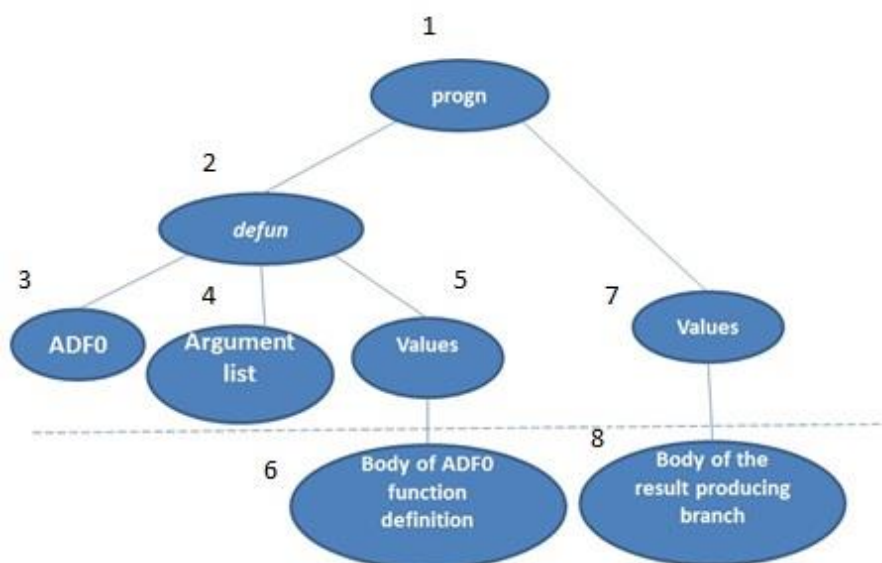 1
progn
2
defun
3
ADF0
4
Argument
list
5
Values
7
Values
6
Body of ADF0
function
definition
8
Body of the
result producing
branch